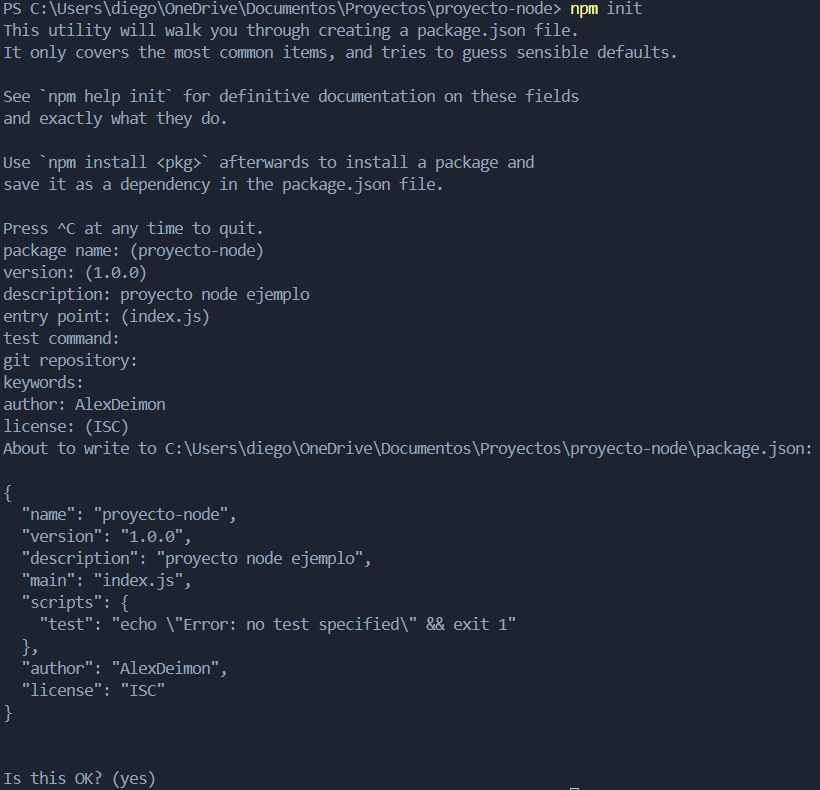 PS C:\Users\diego\OneDrive\Documentos\Proyectos\proyecto-node> npm init
This utility will walk you through creating a package.json file.
It only covers the most common items, and tries to guess sensible defaults.

See `npm help init` for definitive documentation on these fields
and exactly what they do.

Use `npm install <pkg>` afterwards to install a package and
save it as a dependency in the package.json file.

Press ^C at any time to quit.
package name: (proyecto-node)
version: (1.0.0)
description: proyecto node ejemplo
entry point: (index.js)
test command:
git repository:
keywords:
author: AlexDeimon
license: (ISC)
About to write to C:\Users\diego\OneDrive\Documentos\Proyectos\proyecto-node\package.json:

{
  "name": "proyecto-node",
  "version": "1.0.0",
  "description": "proyecto node ejemplo",
  "main": "index.js",
  "scripts": {
    "test": "echo \"Error: no test specified\" && exit 1"
  },
  "author": "AlexDeimon",
  "license": "ISC"
}


Is this OK? (yes)